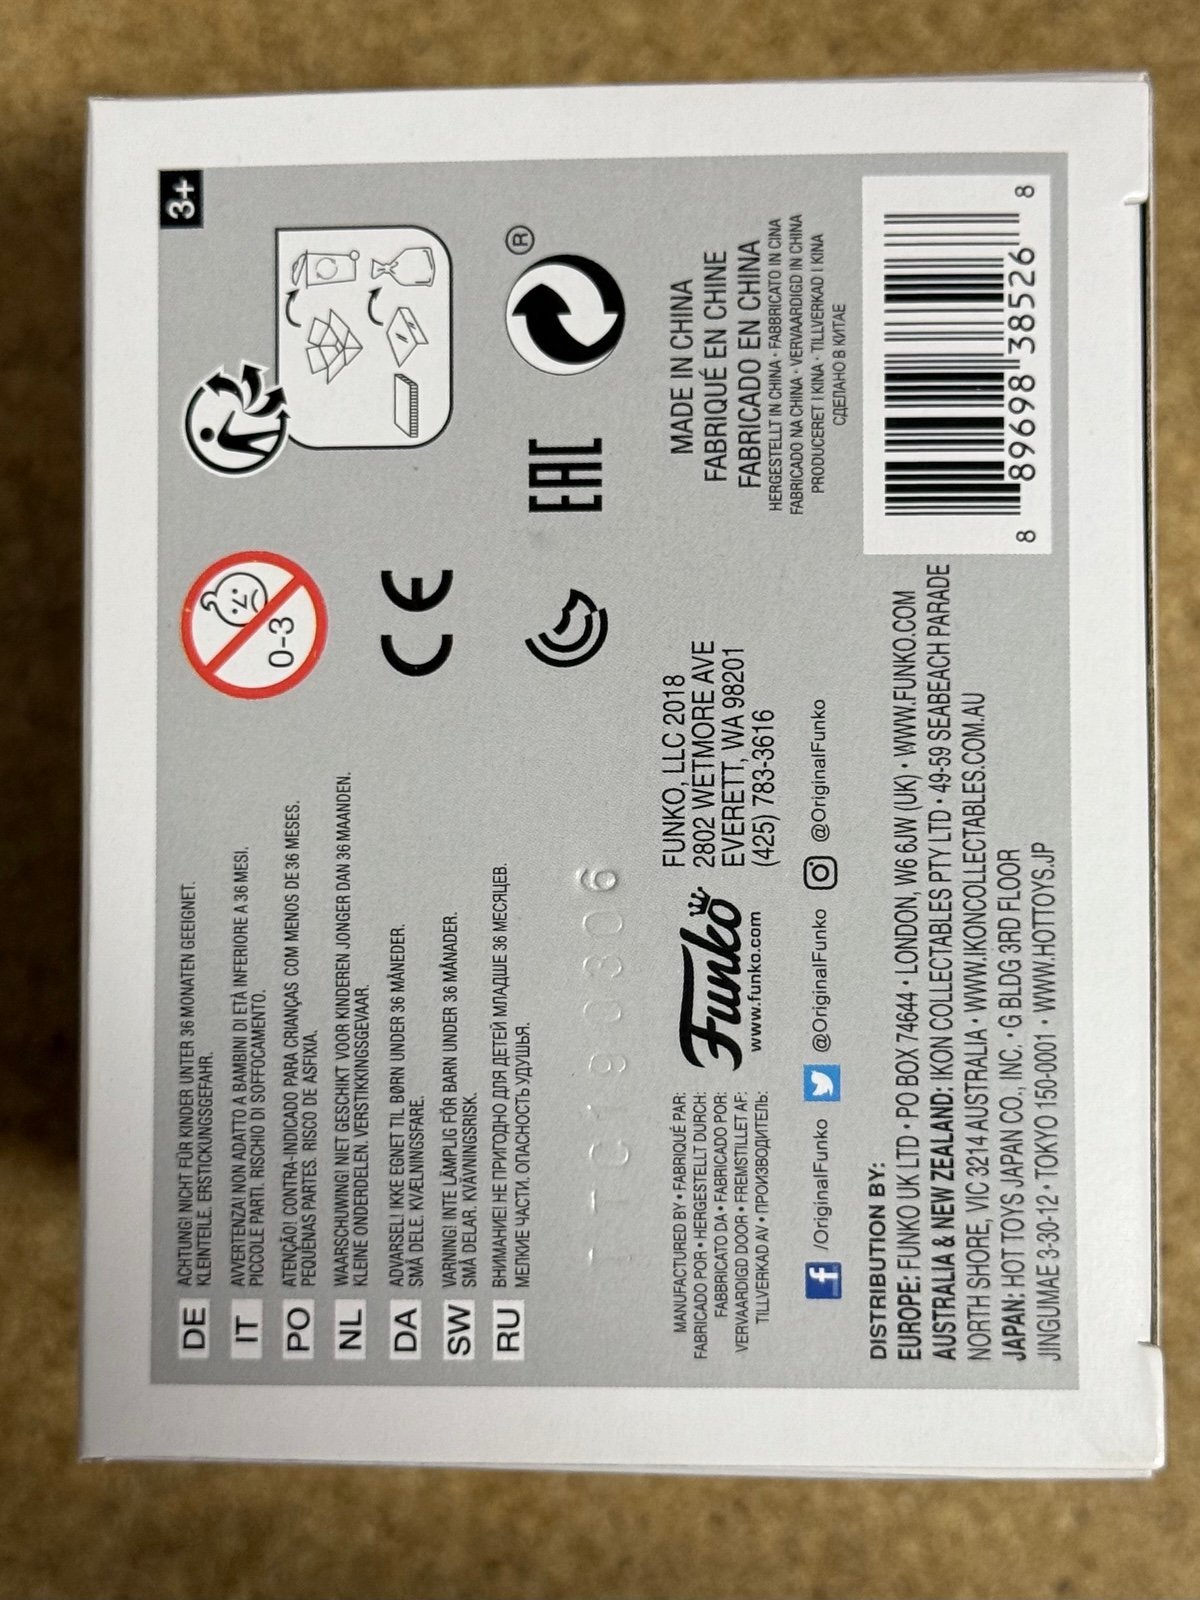 3+
DE ACHTUNG! NICHT FÜR KINDER UNTER 36 MONATEN GEEIGNET.
KLEINTEILE. ERSTICKUNGSGEFAHR.
IT AVVERTENZA! NON ADATTO A BAMBINI DI ETÀ INFERIORE A 36 MESI.
PICCOLE PARTI. RISCHIO DI SOFFOCAMENTO.
PO ATENÇÃO! CONTRA-INDICADO PARA CRIANÇAS COM MENOS DE 36 MESES.
PEQUENAS PARTES. RISCO DE ASFIXIA.
NL WAARSCHUWING! NIET GESCHIKT VOOR KINDEREN JONGER DAN 36 MAANDEN.
KLEINE ONDERDELEN. VERSTIKKINGSGEVAAR.
DA ADVARSEL! IKKE EGNET TIL BØRN UNDER 36 MÅNEDER.
SMÅ DELE. KVÆLNINGSFARE.
SW VARNING! INTE LÄMPLIG FÖR BARN UNDER 36 MÅNADER.
SMÅ DELAR. KVÄVNINGSRISK.
RU ВНИМАНИЕ! НЕ ПРИГОДНО ДЛЯ ДЕТЕЙ МЛАДШЕ 36 МЕСЯЦЕВ.
МЕЛКИЕ ЧАСТИ. ОПАСНОСТЬ УДУШЬЯ.
0-3
CE
EAC
®
MANUFACTURED BY • FABRIQUÉ PAR:
FABRICADO POR • HERGESTELLT DURCH:
FABBRICATO DA • FABRICADO POR:
VERVAARDIGD DOOR • FREMSTILLET AF:
TILLVERKAD AV • ПРОИЗВОДИТЕЛЬ:
Funko
www.funko.com
FUNKO, LLC 2018
2802 WETMORE AVE
EVERETT, WA 98201
(425) 783-3616
/OriginalFunko @OriginalFunko @OriginalFunko
MADE IN CHINA
FABRIQUÉ EN CHINE
FABRICADO EN CHINA
HERGESTELLT IN CHINA · FABBRICATO IN CINA
FABRICADO NA CHINA · VERVAARDIGD IN CHINA
PRODUCERET I KINA · TILLVERKAD I KINA
СДЕЛАНО В КИТАЕ
DISTRIBUTION BY:
EUROPE: FUNKO UK LTD • PO BOX 74644 • LONDON, W6 6JW (UK) • WWW.FUNKO.COM
AUSTRALIA & NEW ZEALAND: IKON COLLECTABLES PTY LTD • 49-59 SEABEACH PARADE
NORTH SHORE, VIC 3214 AUSTRALIA • WWW.IKONCOLLECTABLES.COM.AU
JAPAN: HOT TOYS JAPAN CO., INC. • G BLDG 3RD FLOOR
JINGUMAE 3-30-12 • TOKYO 150-0001 • WWW.HOTTOYS.JP
8 89698 38526 8